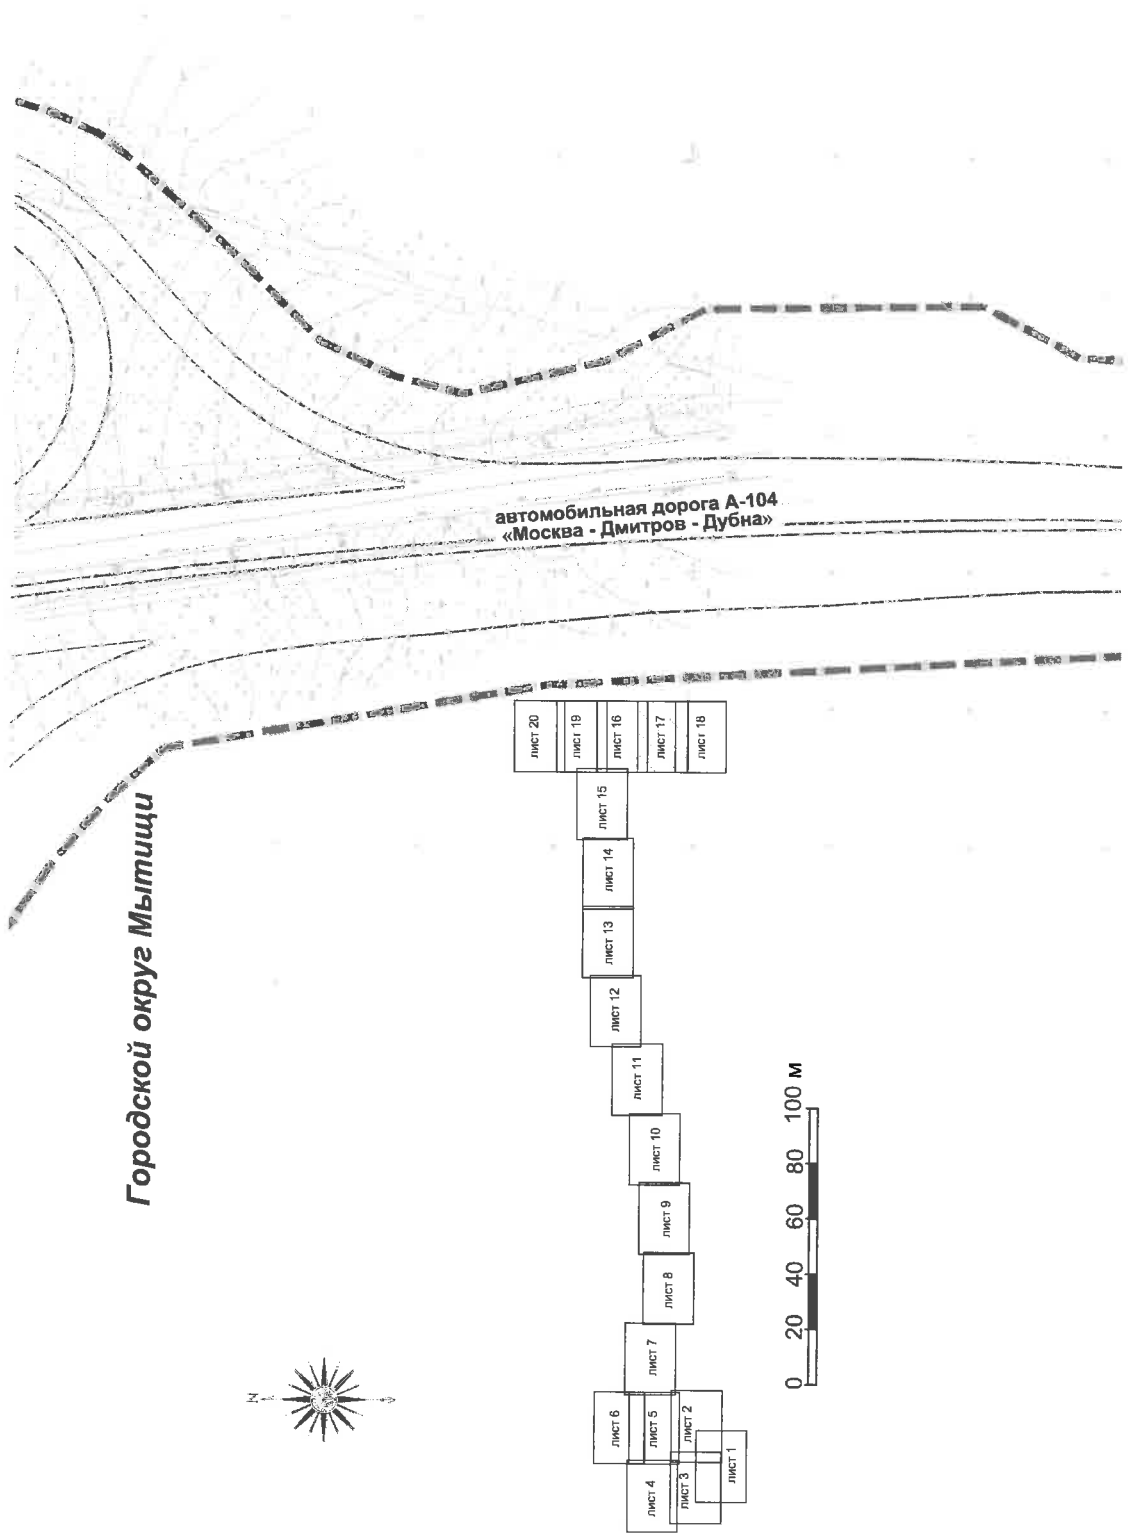 автомобильная дорога А-104
«Москва - Дмитров - Дубна»
Городской округ Мытищи
лист 20
лист 19
лист 16
лист 17
лист 18
лист 15
лист 14
лист 13
лист 12
лист 11
лист 10
лист 9
лист 8
лист 7
лист 6
лист 5
лист 2
лист 4
лист 3
лист 1
N
0 20 40 60 80 100 м